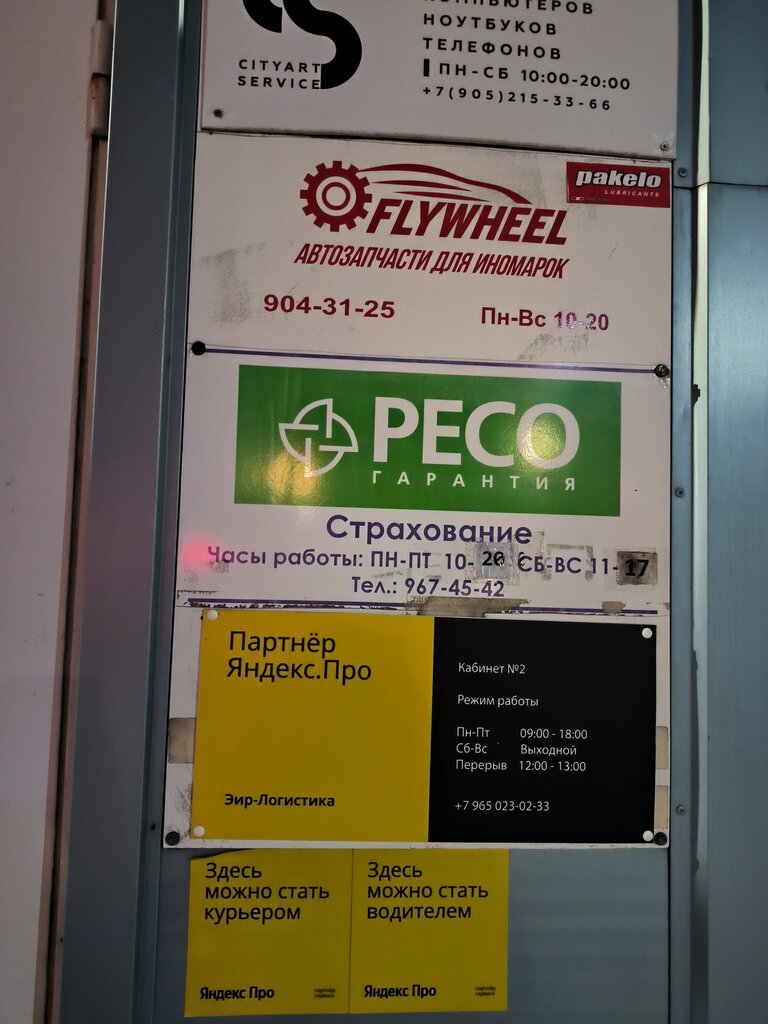 КОМПЬЮТЕРОВ
НОУТБУКОВ
ТЕЛЕФОНОВ
ПН-СБ 10:00-20:00
+7(905)215-33-66
CITYART
SERVICE
pakelo
LUBRICANTS
FLYWHEEL
АВТОЗАПЧАСТИ ДЛЯ ИНОМАРОК
904-31-25
Пн-Вс 10-20
РЕСО
ГАРАНТИЯ
Страхование
Часы работы: ПН-ПТ 10-20 СБ-ВС 11-17
Тел.: 967-45-42
Партнёр
Яндекс.Про
Эир-Логистика
Кабинет №2
Режим работы
Пн-Пт 09:00 - 18:00
Сб-Вс Выходной
Перерыв 12:00 - 13:00
+7 965 023-02-33
Здесь
можно стать
курьером
Яндекс Про
партнёр
сервиса
Здесь
можно стать
водителем
Яндекс Про
партнёр
сервиса